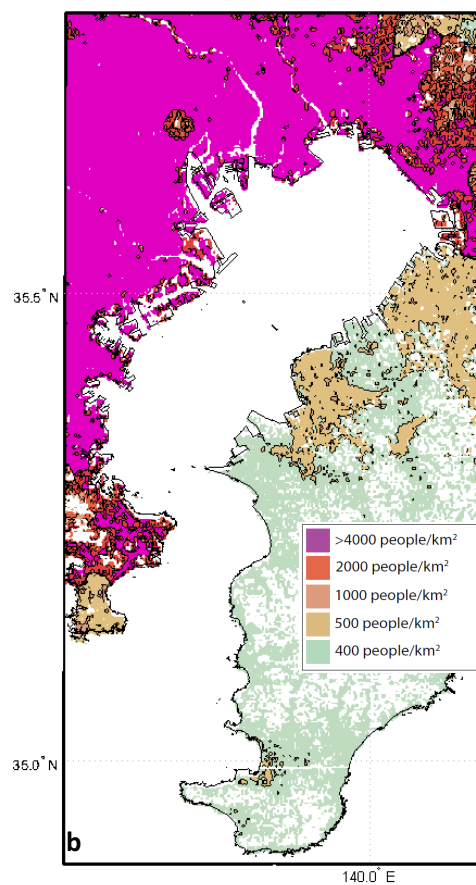 35.5° N
>4000 people/km²
2000 people/km²
1000 people/km²
500 people/km²
400 people/km²
35.0° N
b
140.0° E